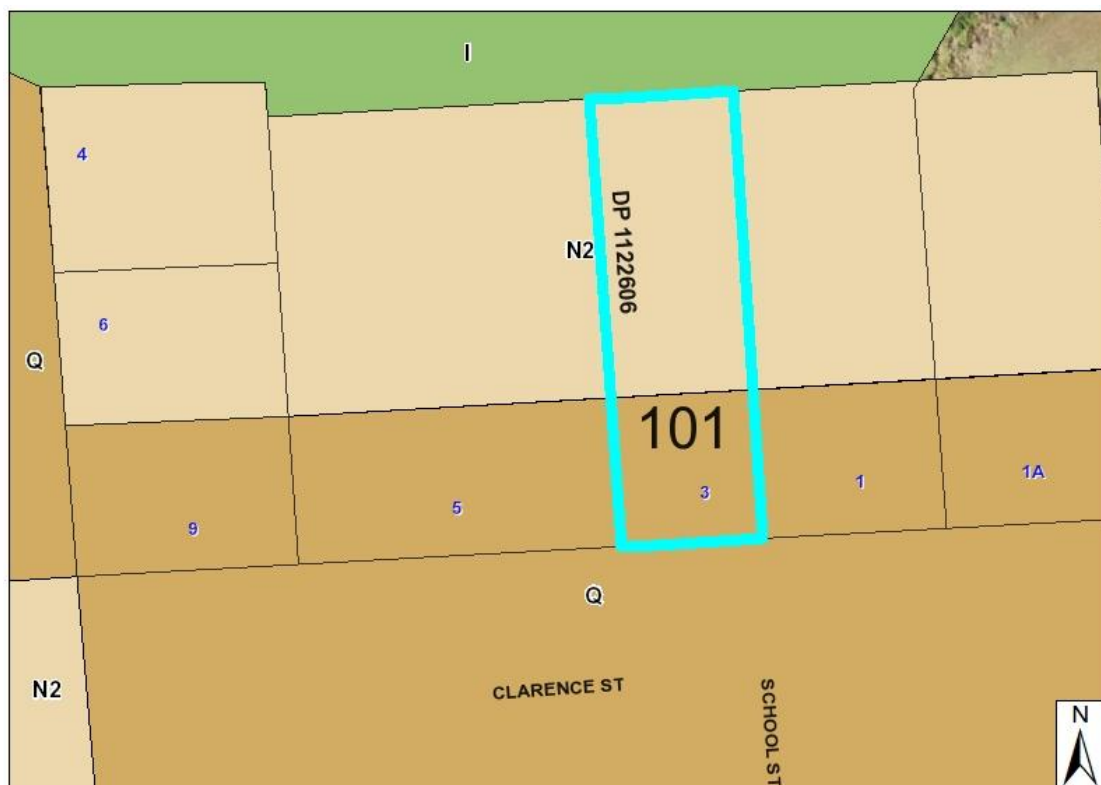 I
4
DP 1122606
N2
6
Q
101
3
1
1A
5
9
Q
N2
CLARENCE ST
SCHOOL ST
N